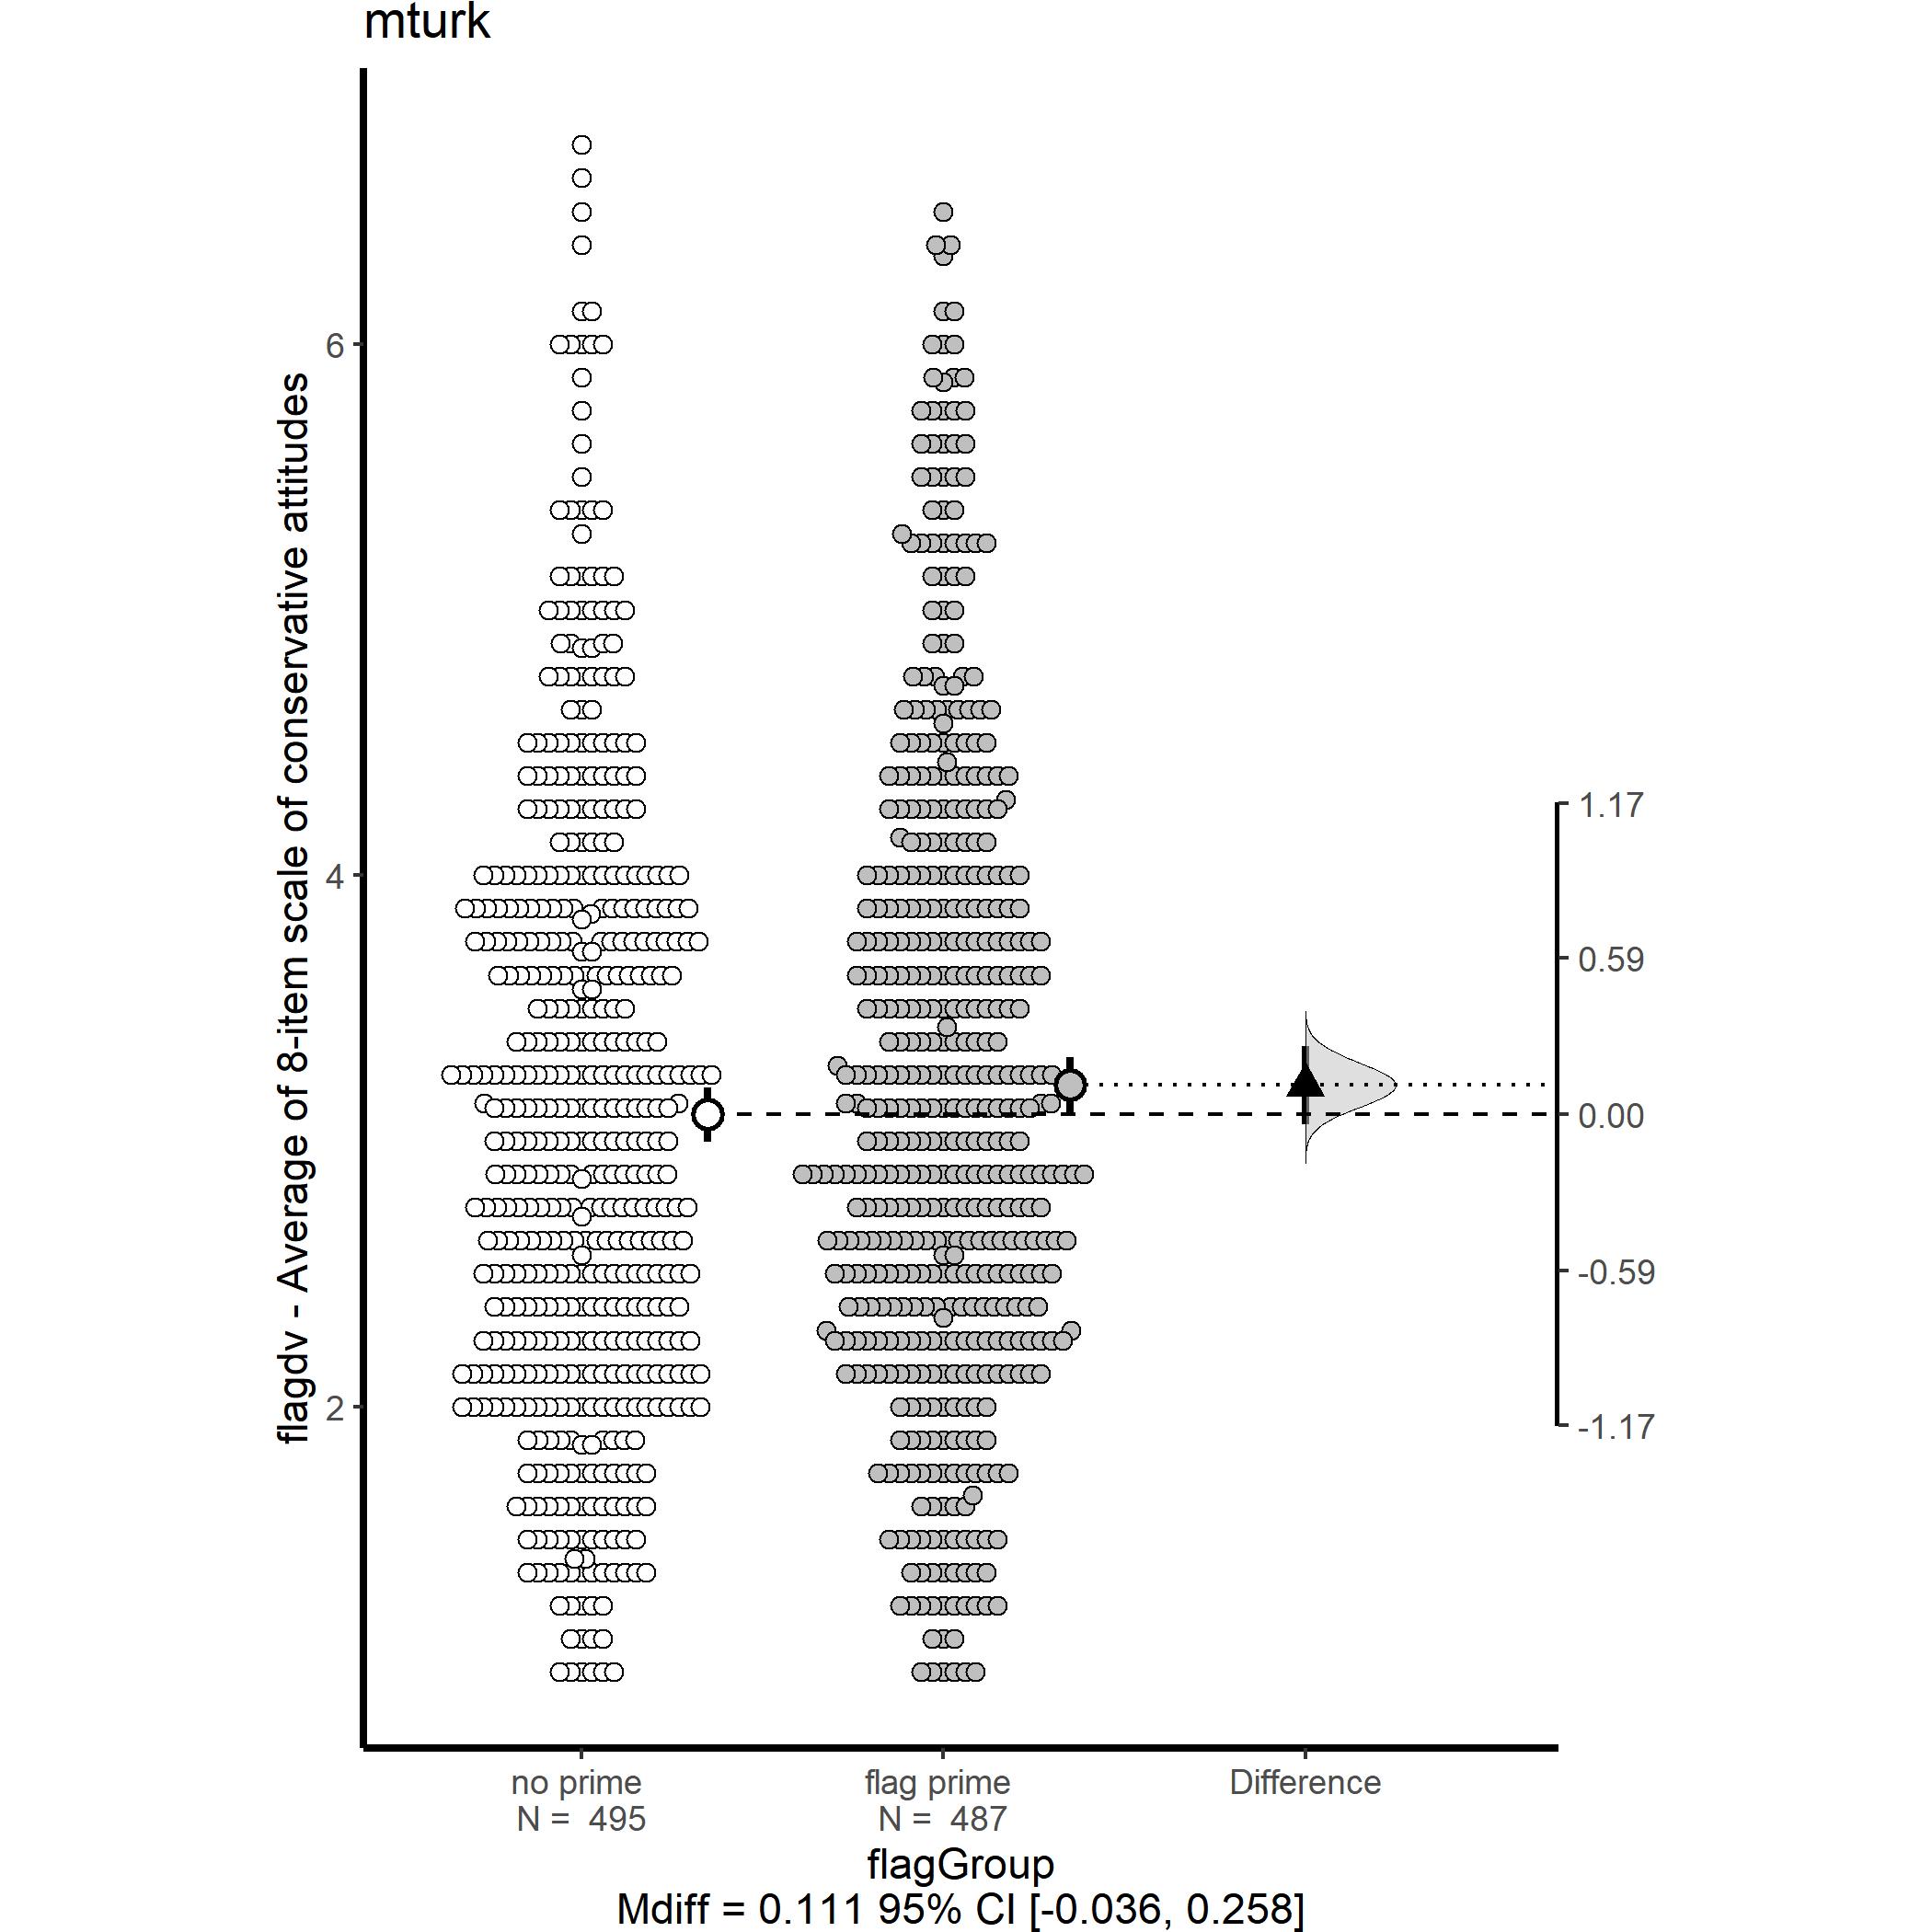 mturk
flagdv - Average of 8-item scale of conservative attitudes
6
4
2
1.17
0.59
0.00
-0.59
-1.17
no prime
N =  495
flag prime
N =  487
Difference
flagGroup
Mdiff = 0.111 95% CI [-0.036, 0.258]